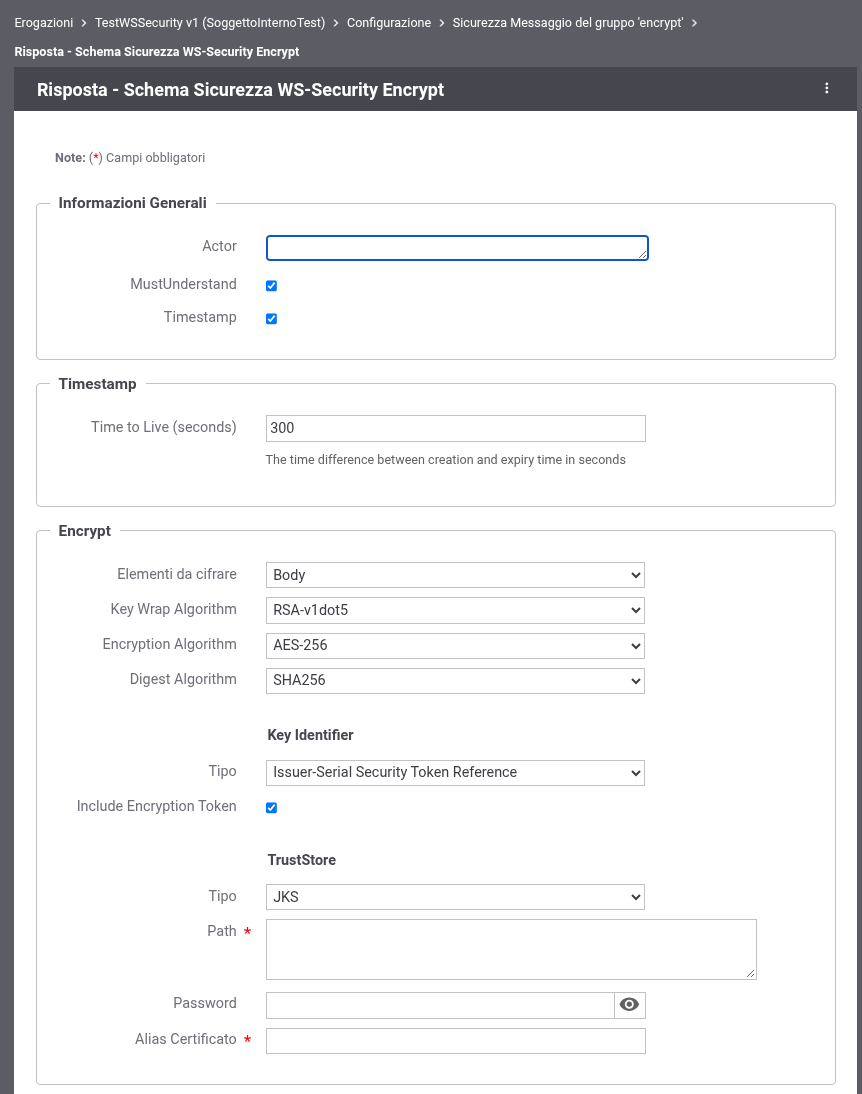 Erogazioni > TestWSSecurity v1 (SoggettoInternoTest) > Configurazione > Sicurezza Messaggio del gruppo 'encrypt' >
Risposta - Schema Sicurezza WS-Security Encrypt
Risposta - Schema Sicurezza WS-Security Encrypt
Note: (*) Campi obbligatori
Informazioni Generali
Actor
MustUnderstand
Timestamp
Timestamp
Time to Live (seconds) 300
The time difference between creation and expiry time in seconds
Encrypt
Elementi da cifrare Body
Key Wrap Algorithm RSA-v1dot5
Encryption Algorithm AES-256
Digest Algorithm SHA256
Key Identifier
Tipo Issuer-Serial Security Token Reference
Include Encryption Token
TrustStore
Tipo JKS
Path *
Password
Alias Certificato *